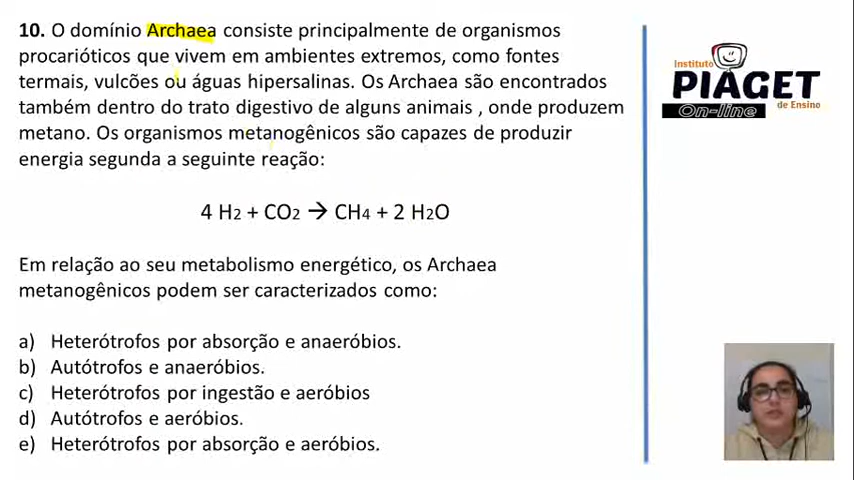 10. O domínio Archaea consiste principalmente de organismos
procarióticos que vivem em ambientes extremos, como fontes
termais, vulcões ou águas hipersalinas. Os Archaea são encontrados
também dentro do trato digestivo de alguns animais , onde produzem
metano. Os organismos metanogênicos são capazes de produzir
energia segunda a seguinte reação:
4 H2 + CO2 → CH4 + 2 H2O
Em relação ao seu metabolismo energético, os Archaea
metanogênicos podem ser caracterizados como:
a) Heterótrofos por absorção e anaeróbios.
b) Autótrofos e anaeróbios.
c) Heterótrofos por ingestão e aeróbios
d) Autótrofos e aeróbios.
e) Heterótrofos por absorção e aeróbios.
Instituto
PIAGET
de Ensino
On-line